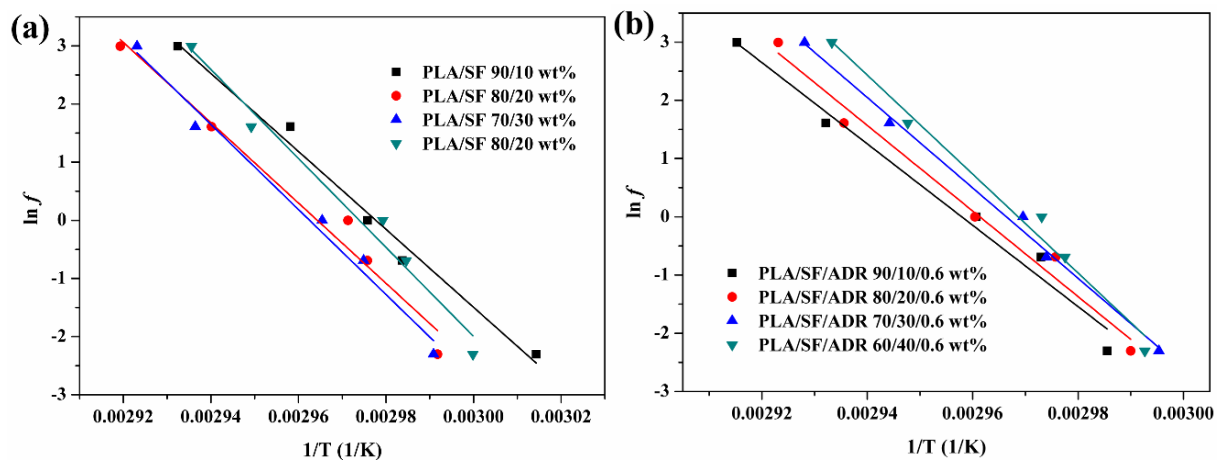 (a)
3
2
1
0
-1
-2
-3
ln f
PLA/SF 90/10 wt%
PLA/SF 80/20 wt%
PLA/SF 70/30 wt%
PLA/SF 80/20 wt%
0.00292 0.00294 0.00296 0.00298 0.00300 0.00302
1/T (1/K)
(b)
3
2
1
0
-1
-2
-3
ln f
PLA/SF/ADR 90/10/0.6 wt%
PLA/SF/ADR 80/20/0.6 wt%
PLA/SF/ADR 70/30/0.6 wt%
PLA/SF/ADR 60/40/0.6 wt%
0.00292 0.00294 0.00296 0.00298 0.00300
1/T (1/K)